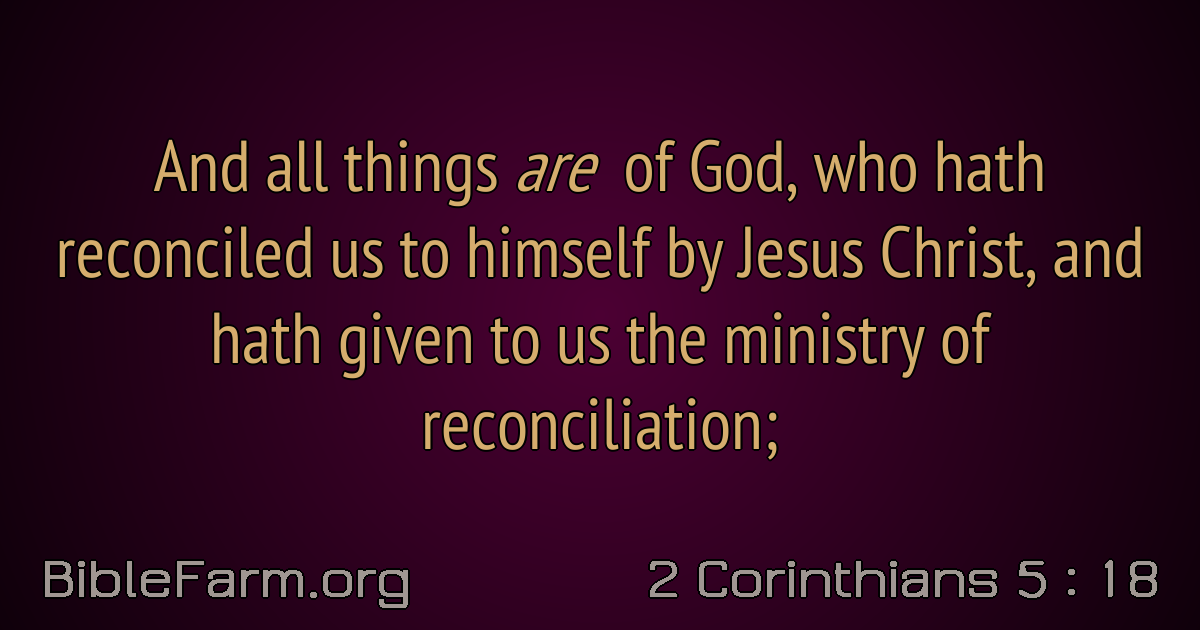 And all things are of God, who hath
reconciled us to himself by Jesus Christ, and
hath given to us the ministry of
reconciliation;
BibleFarm.org
2 Corinthians 5 : 18